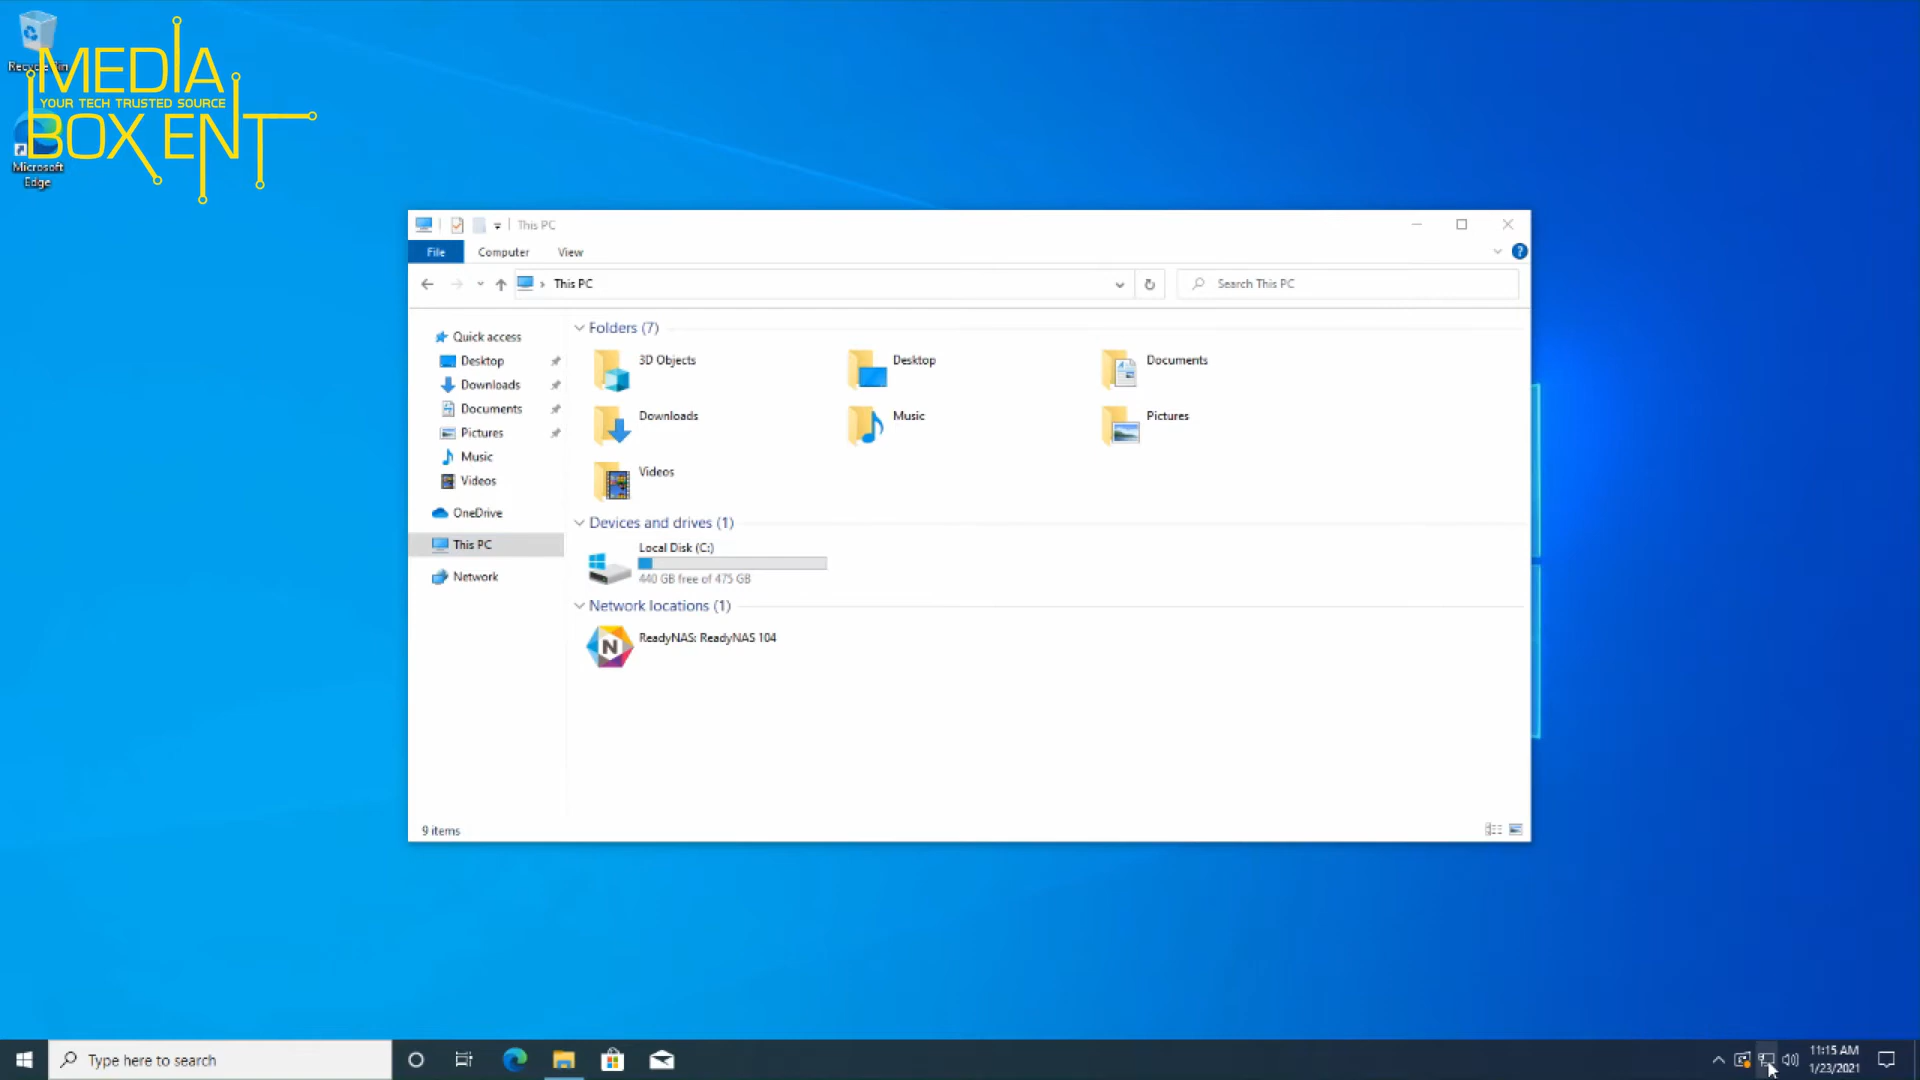 Recycle Bin
MEDIA
YOUR TECH TRUSTED SOURCE
BOX ENT
Microsoft
Edge
This PC
File
Computer
View
This PC
Search This PC
Quick access
Desktop
Downloads
Documents
Pictures
Music
Videos
OneDrive
This PC
Network
Folders (7)
3D Objects
Desktop
Documents
Downloads
Music
Pictures
Videos
Devices and drives (1)
Local Disk (C:)
440 GB free of 475 GB
Network locations (1)
N
ReadyNAS: ReadyNAS 104
9 items
Type here to search
11:15 AM
1/23/2021